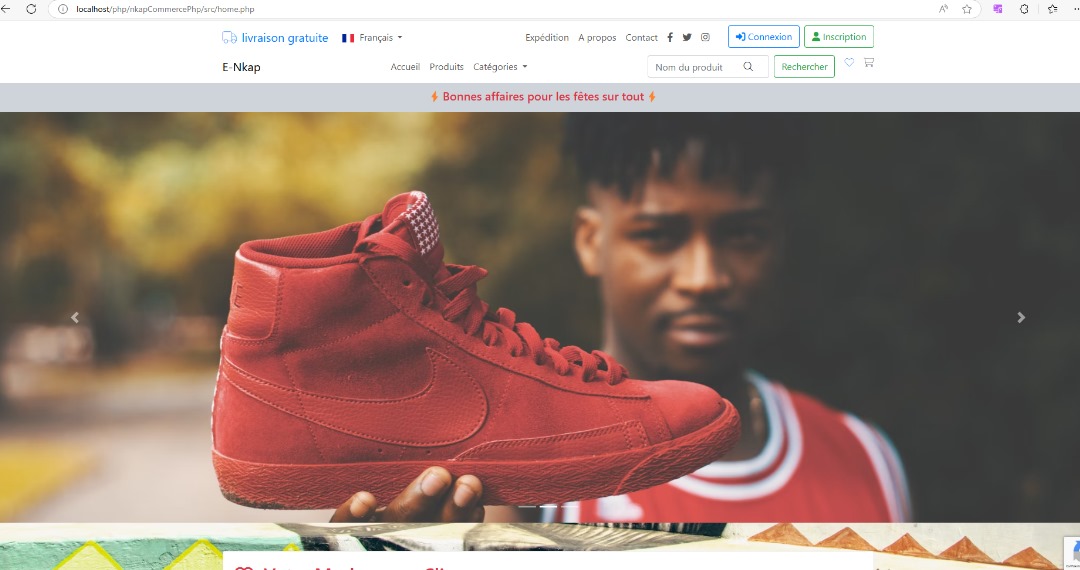 localhost/php/nkapCommercePhp/src/home.php
livraison gratuite Français Expédition A propos Contact Connexion Inscription
E-Nkap Accueil Produits Catégories Nom du produit Rechercher
Bonnes affaires pour les fêtes sur tout
E